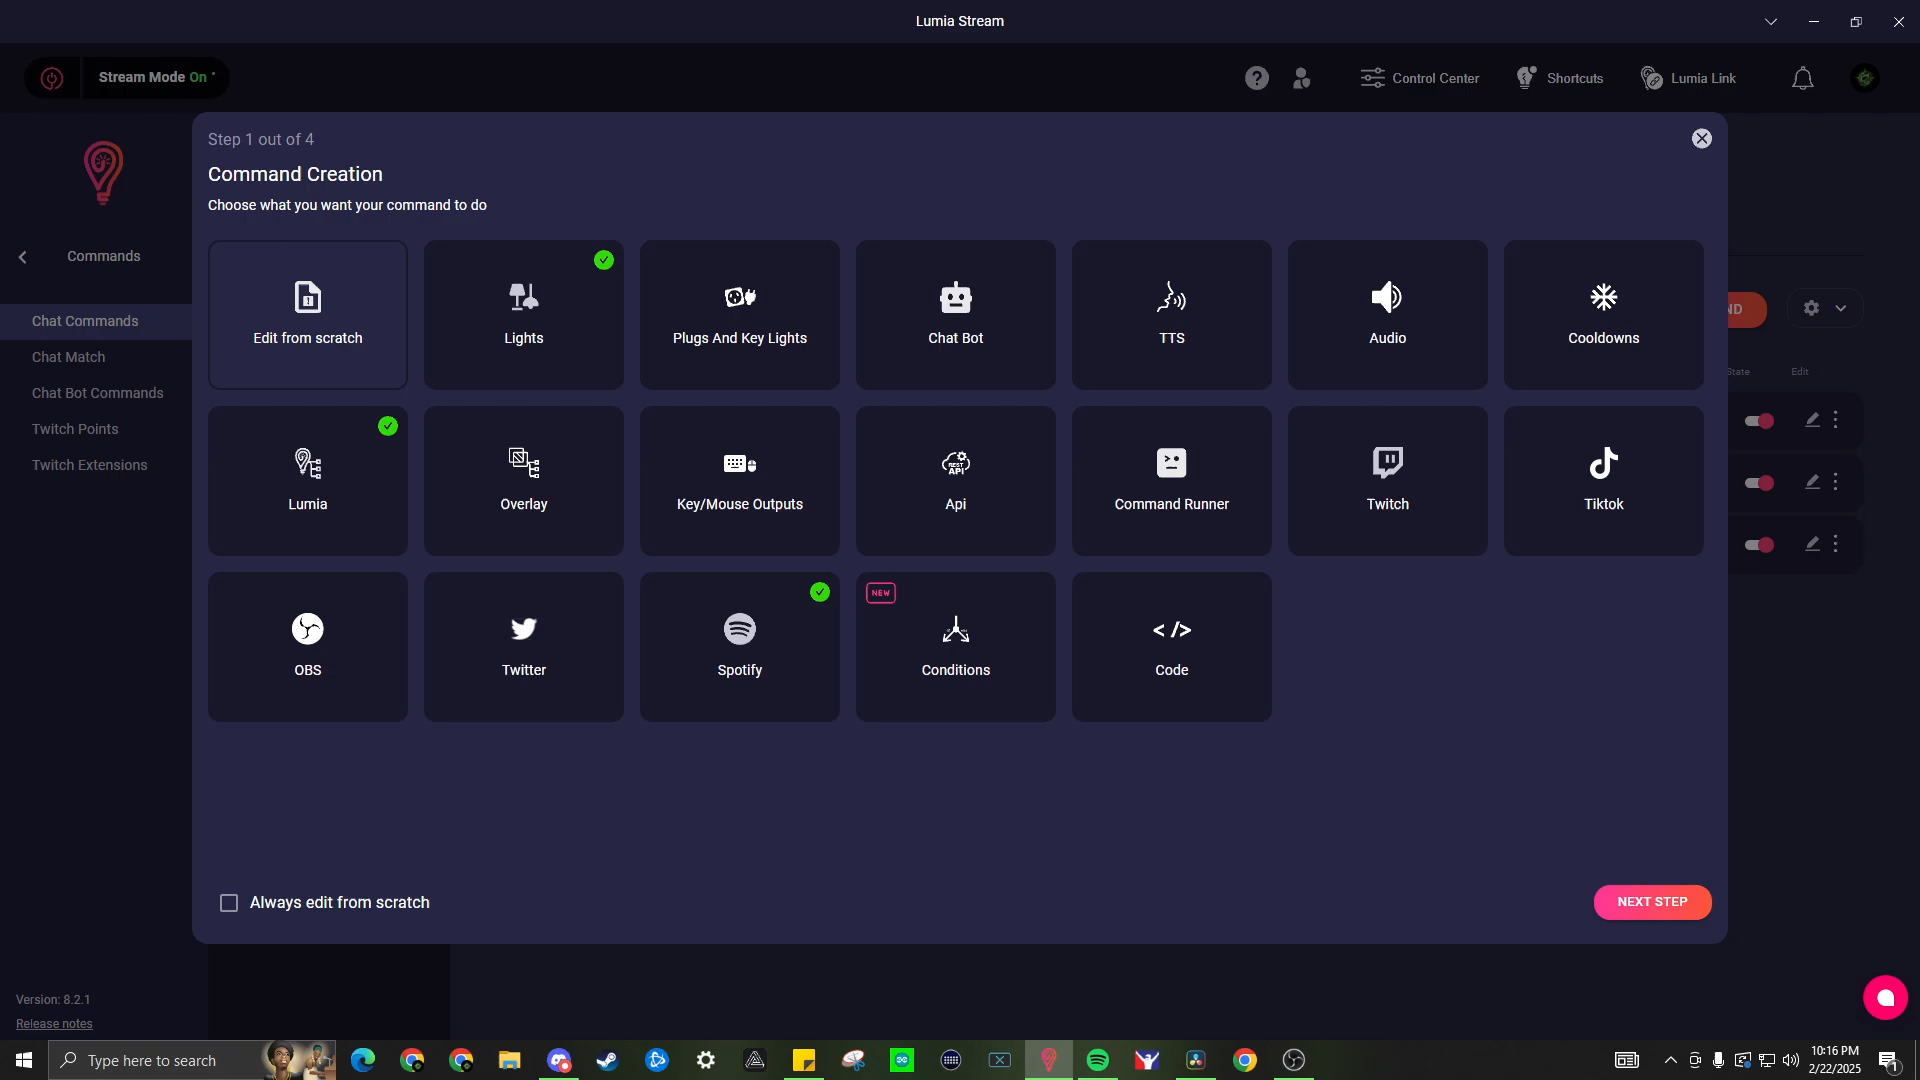 Lumia Stream
Stream Mode On
Control Center
Shortcuts
Lumia Link
Step 1 out of 4
Command Creation
Choose what you want your command to do
Commands
Chat Commands
Chat Match
Chat Bot Commands
Twitch Points
Twitch Extensions
Edit from scratch
Lights
Plugs And Key Lights
Chat Bot
TTS
Audio
Cooldowns
ND
State
Edit
Lumia
Overlay
Key/Mouse Outputs
REST API
Api
Command Runner
Twitch
Tiktok
OBS
Twitter
Spotify
NEW
Conditions
</>
Code
Always edit from scratch
NEXT STEP
Version: 8.2.1
Release notes
Type here to search
10:16 PM
2/22/2025
1